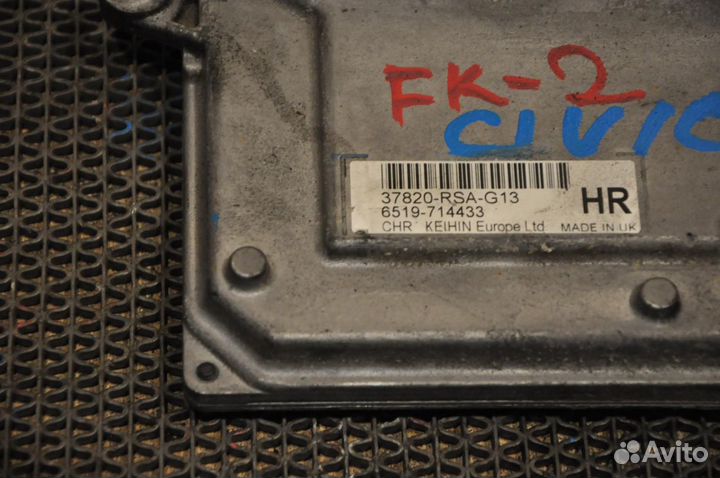 FK-2
CIVIC
37820-RSA-G13
6519-714433
HR
CHR KEIHIN Europe Ltd MADE IN UK
Avito